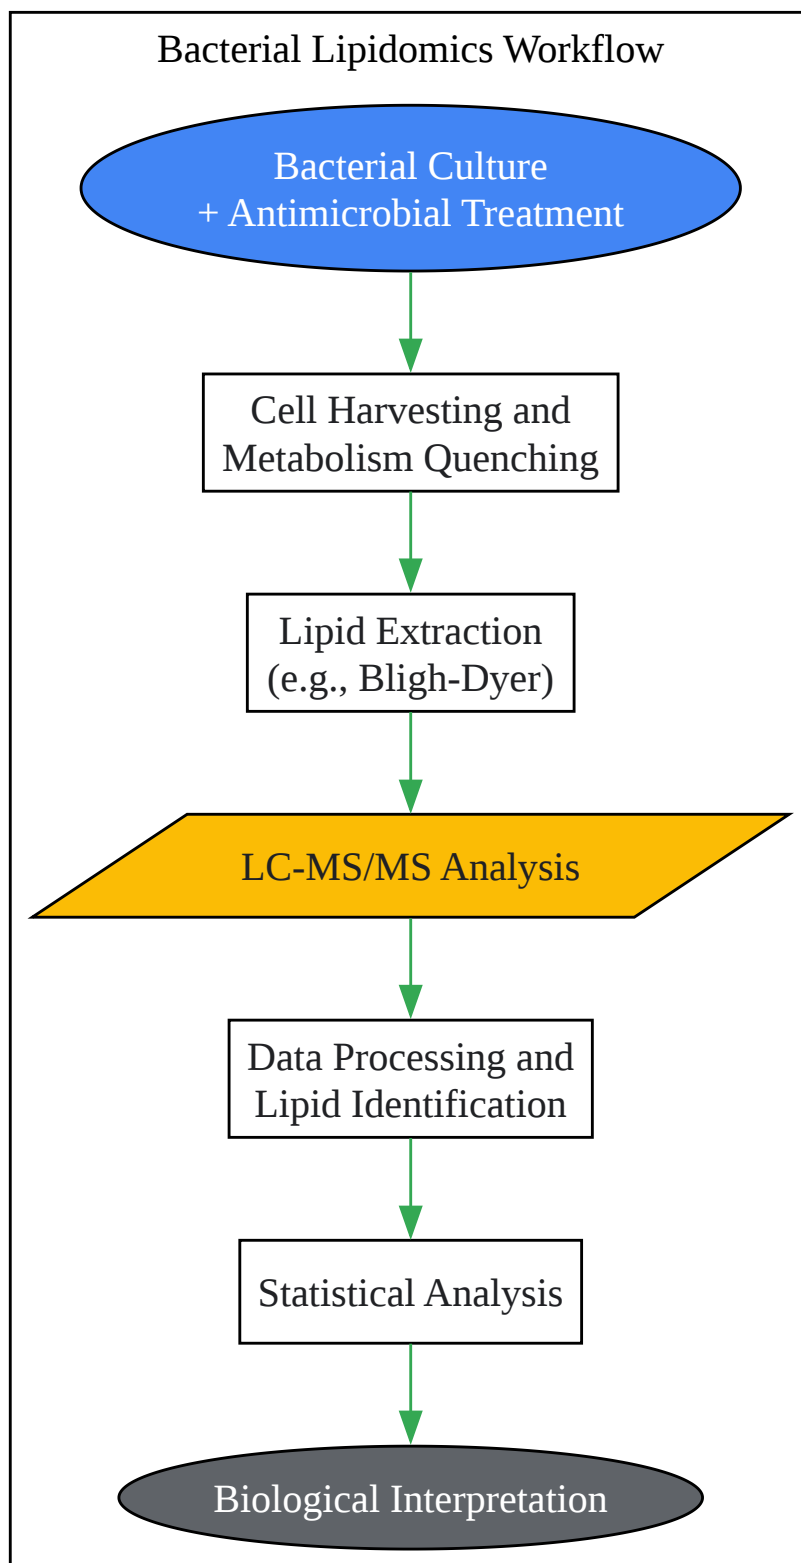 Bacterial Lipidomics Workflow
Bacterial Culture
+ Antimicrobial Treatment
Cell Harvesting and
Metabolism Quenching
Lipid Extraction
(e.g., Bligh-Dyer)
LC-MS/MS Analysis
Data Processing and
Lipid Identification
Statistical Analysis
Biological Interpretation